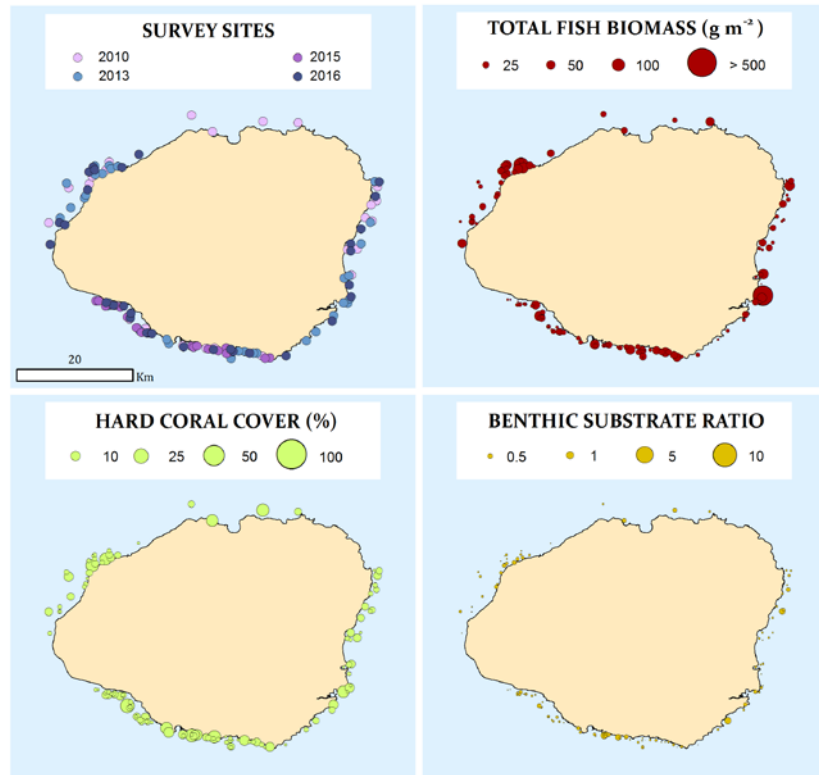 SURVEY SITES
2010 2015
2013 2016
20
Km
TOTAL FISH BIOMASS (g m⁻²)
25 50 100 > 500
HARD CORAL COVER (%)
10 25 50 100
BENTHIC SUBSTRATE RATIO
0.5 1 5 10